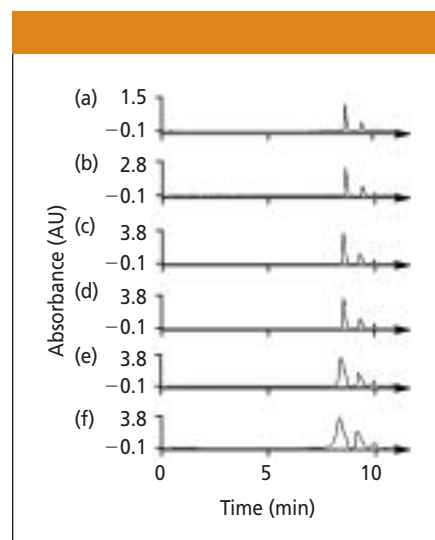 (a) 1.5
−0.1
(b) 2.8
−0.1
(c) 3.8
−0.1
(d) 3.8
−0.1
(e) 3.8
−0.1
(f) 3.8
−0.1
Absorbance (AU)
0 5 10
Time (min)